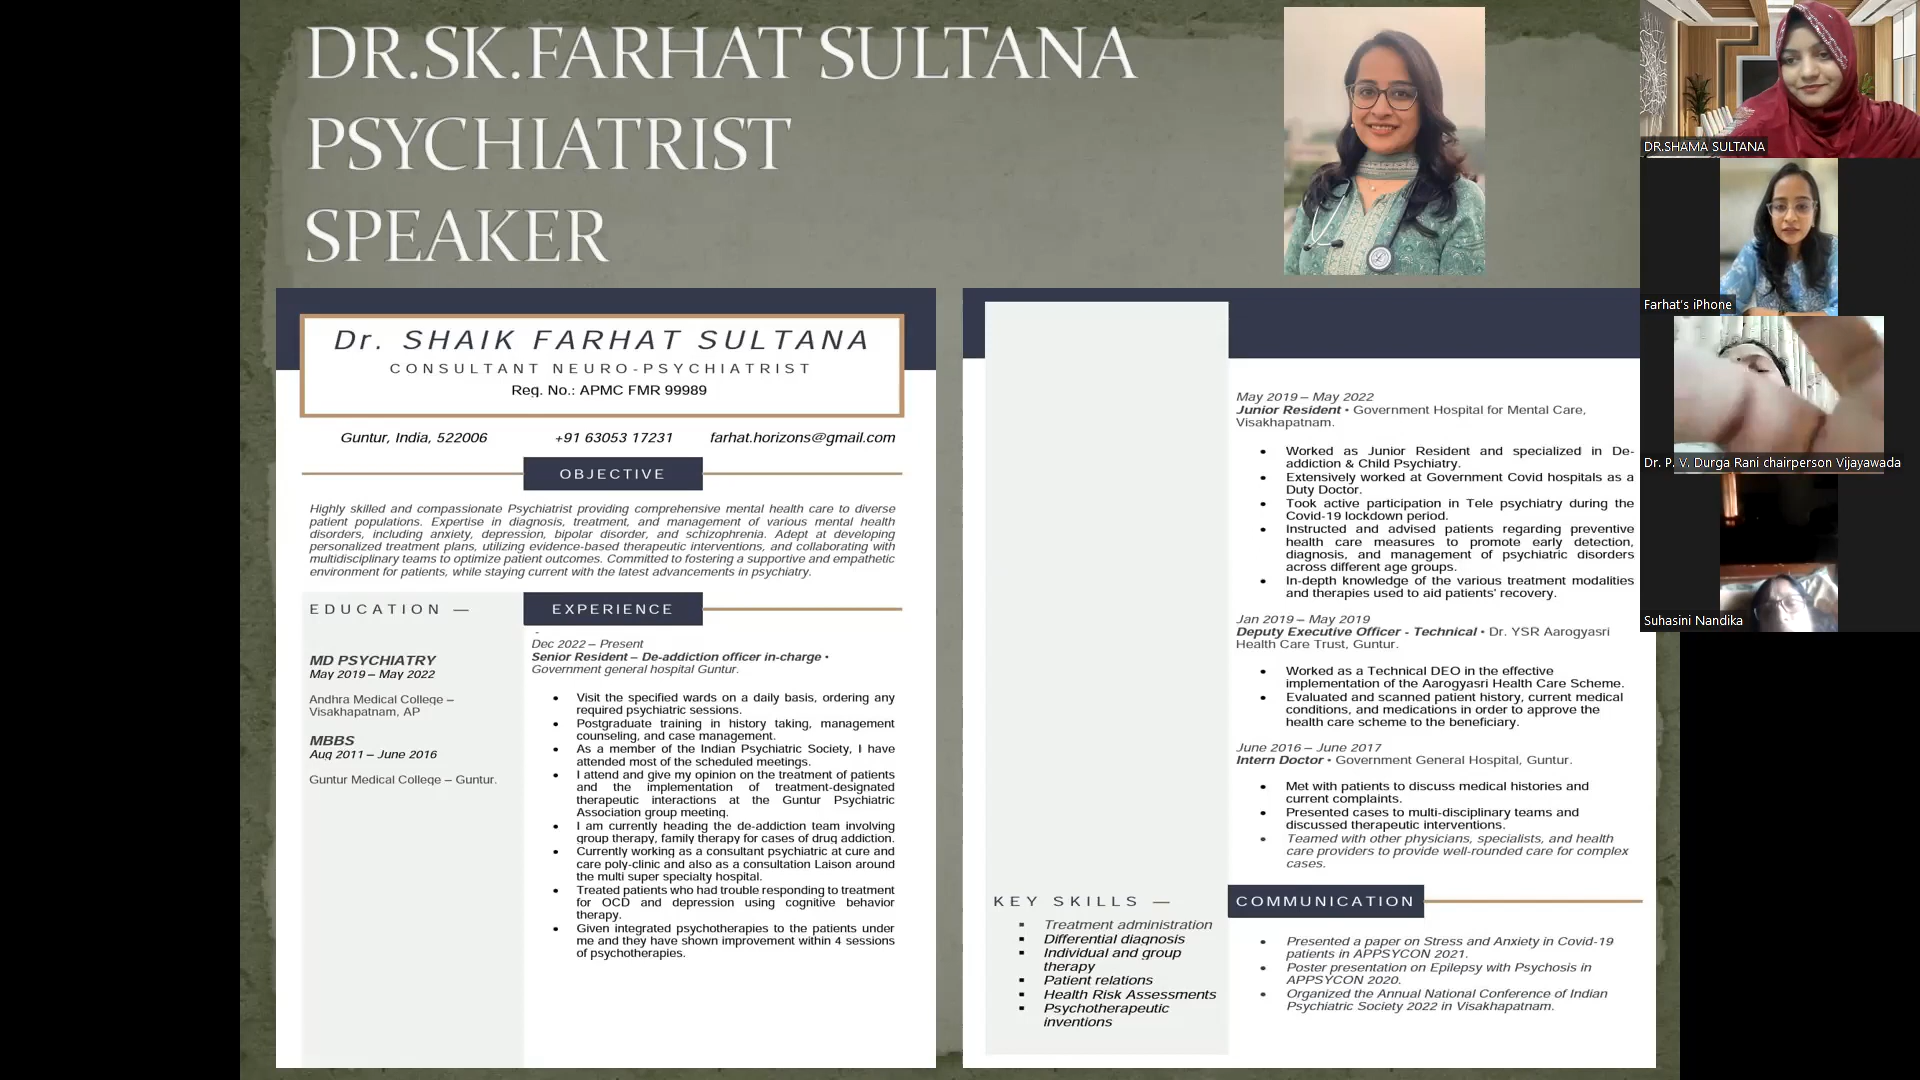 DR.SK.FARHAT SULTANA
PSYCHIATRIST
SPEAKER
Dr. SHAIK FARHAT SULTANA
CONSULTANT NEURO-PSYCHIATRIST
Reg. No.: APMC FMR 99989
Guntur, India, 522006 +91 63053 17231 farhat.horizons@gmail.com
OBJECTIVE
Highly skilled and compassionate Psychiatrist providing comprehensive mental health care to diverse
patient populations. Expertise in diagnosis, treatment, and management of various mental health
disorders, including anxiety, depression, bipolar disorder, and schizophrenia. Adept at developing
personalized treatment plans, utilizing evidence-based therapeutic interventions, and collaborating with
multidisciplinary teams to optimize patient outcomes. Committed to fostering a supportive and empathetic
environment for patients, while staying current with the latest advancements in psychiatry.
EDUCATION —
MD PSYCHIATRY
May 2019 – May 2022
Andhra Medical College –
Visakhapatnam, AP
MBBS
Aug 2011 – June 2016
Guntur Medical College – Guntur.
EXPERIENCE
-
Dec 2022 – Present
Senior Resident – De-addiction officer in-charge •
Government general hospital Guntur.
• Visit the specified wards on a daily basis, ordering any
required psychiatric sessions.
• Postgraduate training in history taking, management
counseling, and case management.
• As a member of the Indian Psychiatric Society, I have
attended most of the scheduled meetings.
• I attend and give my opinion on the treatment of patients
and the implementation of treatment-designated
therapeutic interactions at the Guntur Psychiatric
Association group meeting.
• I am currently heading the de-addiction team involving
group therapy, family therapy for cases of drug addiction.
• Currently working as a consultant psychiatric at cure and
care poly-clinic and also as a consultation Laison around
the multi super specialty hospital.
• Treated patients who had trouble responding to treatment
for OCD and depression using cognitive behavior
therapy.
• Given integrated psychotherapies to the patients under
me and they have shown improvement within 4 sessions
of psychotherapies.
May 2019 – May 2022
Junior Resident • Government Hospital for Mental Care,
Visakhapatnam.
• Worked as Junior Resident and specialized in De-
addiction & Child Psychiatry.
• Extensively worked at Government Covid hospitals as a
Duty Doctor.
• Took active participation in Tele psychiatry during the
Covid-19 lockdown period.
• Instructed and advised patients regarding preventive
health care measures to promote early detection,
diagnosis, and management of psychiatric disorders
across different age groups.
• In-depth knowledge of the various treatment modalities
and therapies used to aid patients' recovery.
Jan 2019 – May 2019
Deputy Executive Officer - Technical • Dr. YSR Aarogyasri
Health Care Trust, Guntur.
• Worked as a Technical DEO in the effective
implementation of the Aarogyasri Health Care Scheme.
• Evaluated and scanned patient history, current medical
conditions, and medications in order to approve the
health care scheme to the beneficiary.
June 2016 – June 2017
Intern Doctor • Government General Hospital, Guntur.
• Met with patients to discuss medical histories and
current complaints.
• Presented cases to multi-disciplinary teams and
discussed therapeutic interventions.
• Teamed with other physicians, specialists, and health
care providers to provide well-rounded care for complex
cases.
KEY SKILLS —
▪ Treatment administration
▪ Differential diagnosis
▪ Individual and group
therapy
▪ Patient relations
▪ Health Risk Assessments
▪ Psychotherapeutic
inventions
COMMUNICATION
• Presented a paper on Stress and Anxiety in Covid-19
patients in APPSYCON 2021.
• Poster presentation on Epilepsy with Psychosis in
APPSYCON 2020.
• Organized the Annual National Conference of Indian
Psychiatric Society 2022 in Visakhapatnam.
DR.SHAMA SULTANA
Farhat's iPhone
Dr. P. V. Durga Rani chairperson Vijayawada
Suhasini Nandika